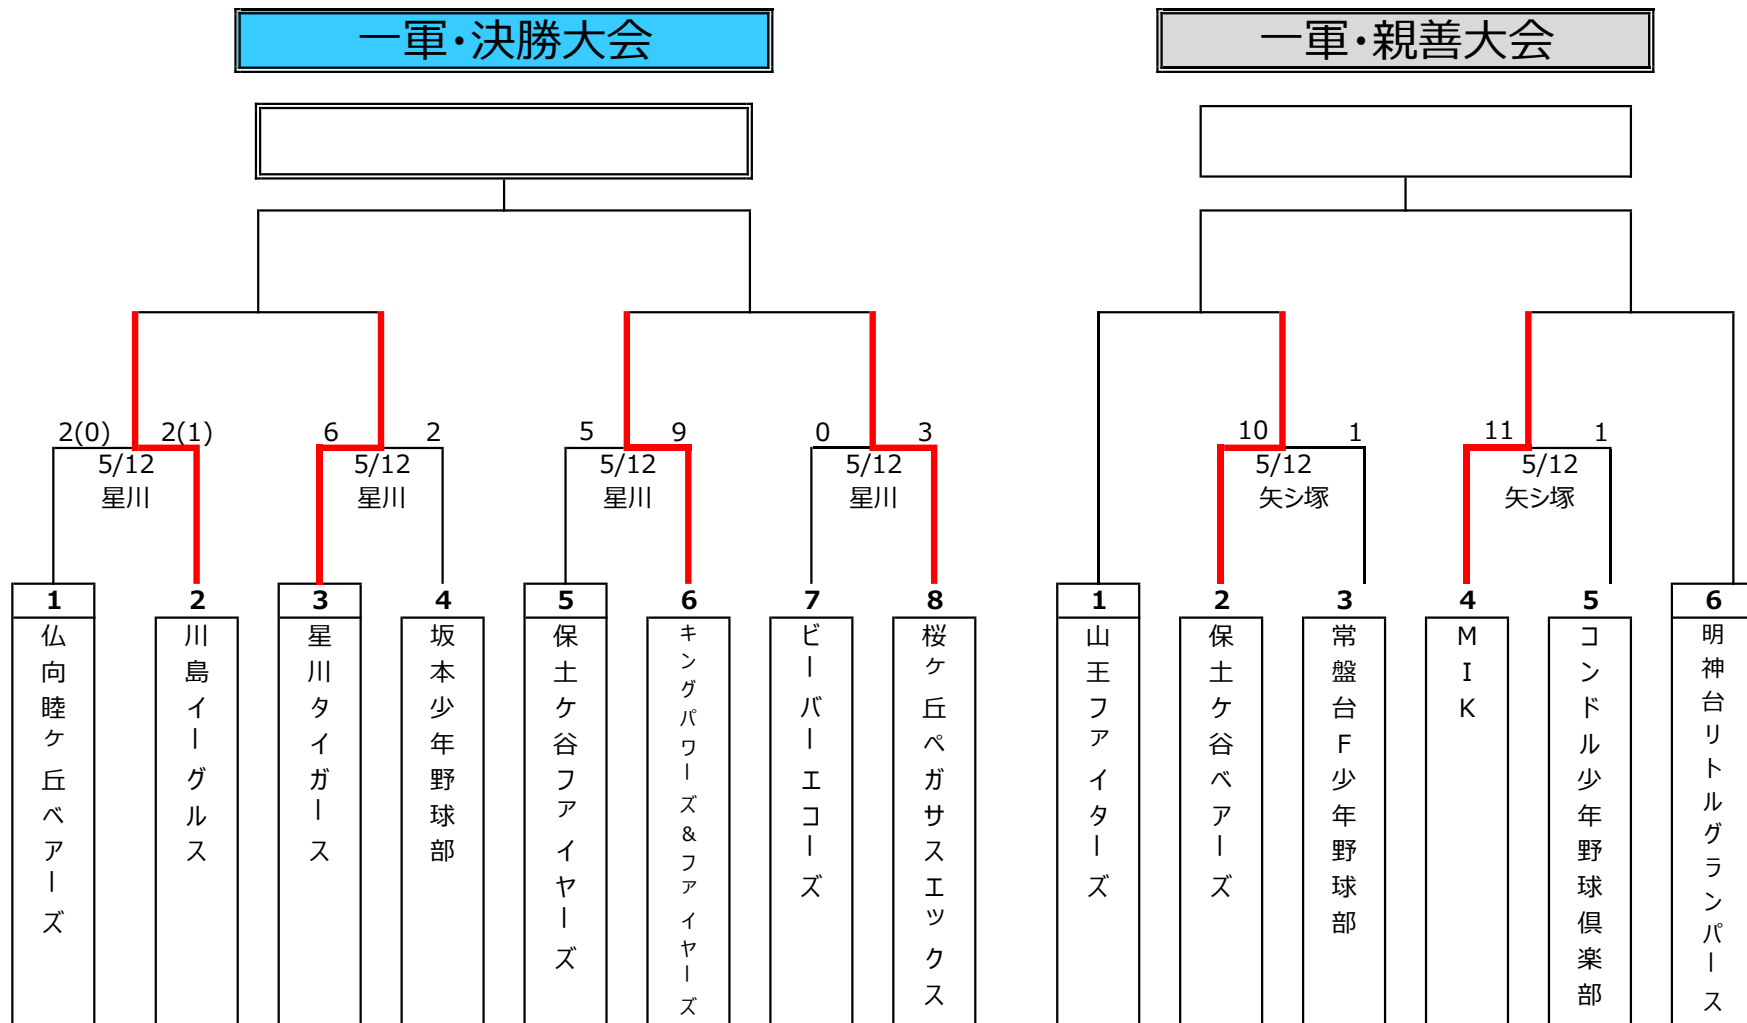 一軍・決勝大会
一軍・親善大会
2(0) 2(1) 6 2 5 9 0 3 10 1 11 1
5/12 5/12 5/12 5/12 5/12 5/12
星川 星川 星川 星川 矢シ塚 矢シ塚
1 2 3 4 5 6 7 8 1 2 3 4 5 6
仏向睦ヶ丘ベアーズ
川島イーグルス
星川タイガース
坂本少年野球部
保土ケ谷ファイヤーズ
キングパワーズ&ファイヤーズ
ビーバーエコーズ
桜ケ丘ペガサスエックス
山王ファイターズ
保土ケ谷ベアーズ
常盤台F少年野球部
MIK
コンドル少年野球倶楽部
明神台リトルグランパース